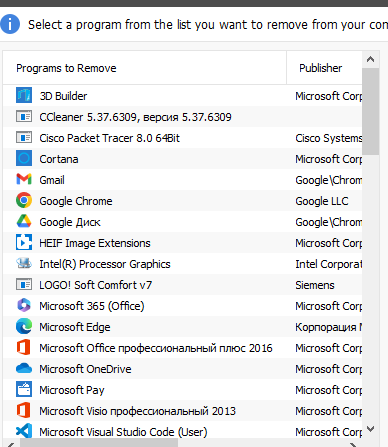 Select a program from the list you want to remove from your com
Programs to Remove Publisher
3D Builder Microsoft Corp
CCleaner 5.37.6309, версия 5.37.6309
Cisco Packet Tracer 8.0 64Bit Cisco Systems
Cortana Microsoft Corp
Gmail Google\Chrom
Google Chrome Google LLC
Google Диск Google\Chrom
HEIF Image Extensions Microsoft Corp
Intel(R) Processor Graphics Intel Corporat
LOGO! Soft Comfort v7 Siemens
Microsoft 365 (Office) Microsoft Corp
Microsoft Edge Корпорация M
Microsoft Office профессиональный плюс 2016 Microsoft Corp
Microsoft OneDrive Microsoft Corp
Microsoft Pay Microsoft Corp
Microsoft Visio профессиональный 2013 Microsoft Corp
Microsoft Visual Studio Code (User) Microsoft Corp